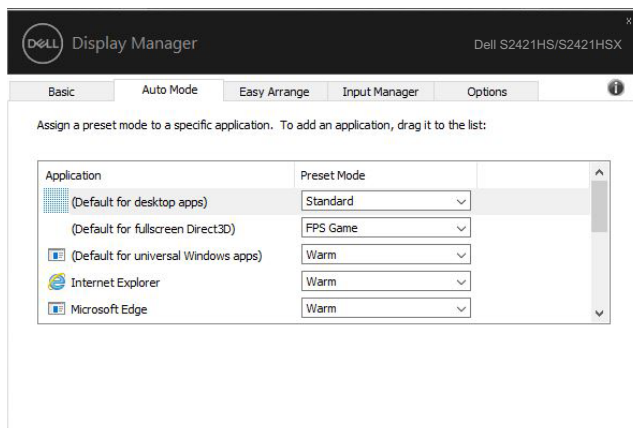 DELL Display Manager
Dell S2421HS/S2421HSX
Basic Auto Mode Easy Arrange Input Manager Options
Assign a preset mode to a specific application. To add an application, drag it to the list:
Application Preset Mode
(Default for desktop apps) Standard
(Default for fullscreen Direct3D) FPS Game
(Default for universal Windows apps) Warm
Internet Explorer Warm
Microsoft Edge Warm